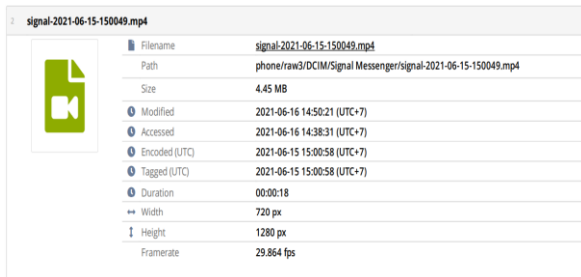 2 signal-2021-06-15-150049.mp4
Filename signal-2021-06-15-150049.mp4
Path phone/raw3/DCIM/Signal Messenger/signal-2021-06-15-150049.mp4
Size 4.45 MB
Modified 2021-06-16 14:50:21 (UTC+7)
Accessed 2021-06-16 14:38:31 (UTC+7)
Encoded (UTC) 2021-06-15 15:00:58 (UTC+7)
Tagged (UTC) 2021-06-15 15:00:58 (UTC+7)
Duration 00:00:18
Width 720 px
Height 1280 px
Framerate 29.864 fps